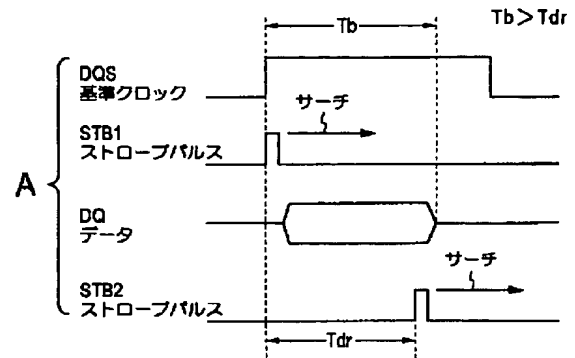 Tb
Tb>Tdr
DQS
基準クロック
サーチ
STB1
ストローブパルス
A
DQ
データ
サーチ
STB2
ストローブパルス
Tdr